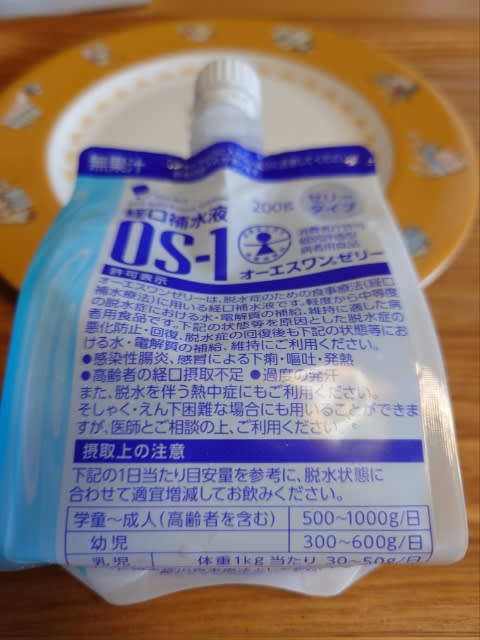 無果汁
経口補水液
200g
ゼリー
タイプ
OS-1
消費者庁許可
個別評価型
病者用食品
オーエスワンゼリー
許可表示
オーエスワンゼリーは、脱水症のための食事療法(経口
補水療法)に用いる経口補水液です。軽度から中等度
の脱水症における水・電解質の補給、維持に適した病
者用食品です。下記の状態等を原因とした脱水症の
悪化防止・回復、脱水症の回復後も下記の状態等にお
ける水・電解質の補給、維持にご利用ください。
●感染性腸炎、感冒による下痢・嘔吐・発熱
●高齢者の経口摂取不足 ●過度の発汗
また、脱水を伴う熱中症にもご利用ください。
そしゃく・えん下困難な場合にも用いることができま
すが、医師とご相談の上、ご利用ください。
摂取上の注意
下記の1日当たり目安量を参考に、脱水状態に
合わせて適宜増減してお飲みください。
学童〜成人(高齢者を含む) 500〜1000g/日
幼児 300〜600g/日
乳児 体重1kg当たり 30〜50g/日